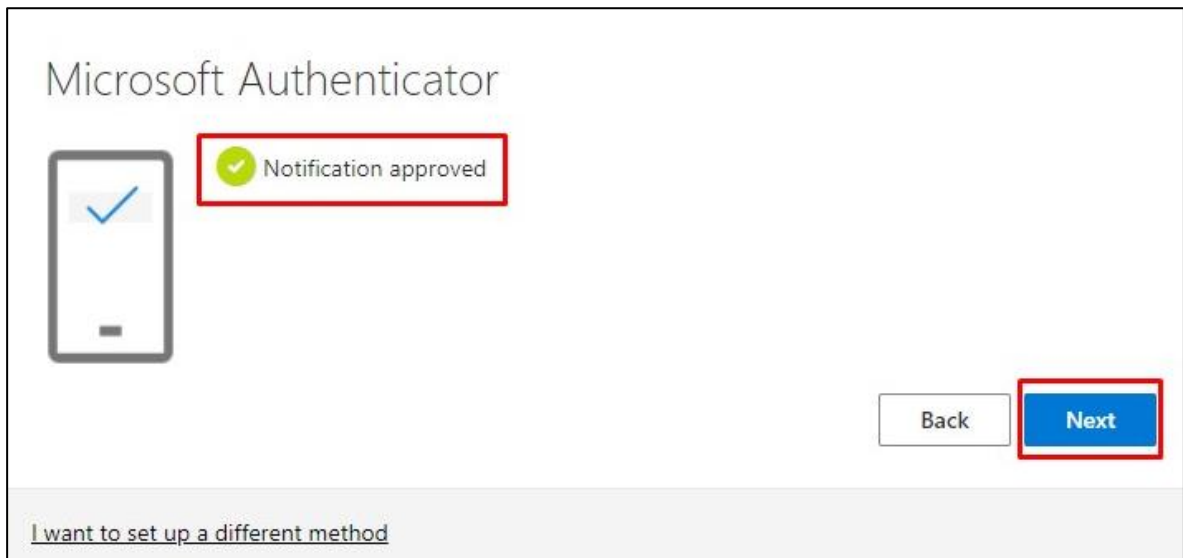 Microsoft Authenticator
Notification approved
Back
Next
I want to set up a different method